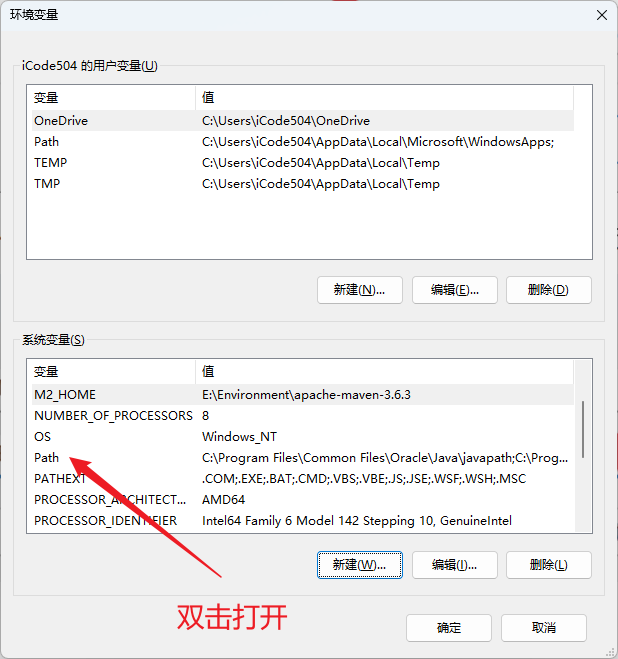 环境变量
iCode504 的用户变量(U)
变量 值
OneDrive C:\Users\iCode504\OneDrive
Path C:\Users\iCode504\AppData\Local\Microsoft\WindowsApps;
TEMP C:\Users\iCode504\AppData\Local\Temp
TMP C:\Users\iCode504\AppData\Local\Temp
新建(N)... 编辑(E)... 删除(D)
系统变量(S)
变量 值
M2_HOME E:\Environment\apache-maven-3.6.3
NUMBER_OF_PROCESSORS 8
OS Windows_NT
Path C:\Program Files\Common Files\Oracle\Java\javapath;C:\Prog...
PATHEXT .COM;.EXE;.BAT;.CMD;.VBS;.VBE;.JS;.JSE;.WSF;.WSH;.MSC
PROCESSOR_ARCHITECT... AMD64
PROCESSOR_IDENTIFIER Intel64 Family 6 Model 142 Stepping 10, GenuineIntel
新建(W)... 编辑(I)... 删除(L)
双击打开
确定 取消